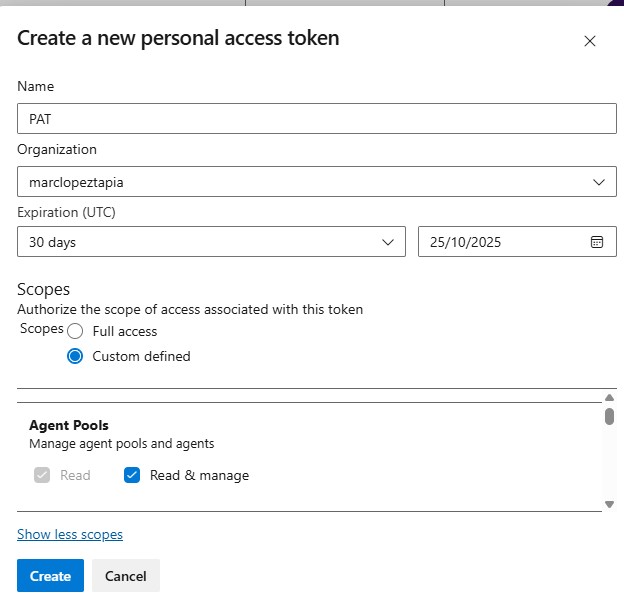 Create a new personal access token
Name
PAT
Organization
marclopeztapia
Expiration (UTC)
30 days 25/10/2025
Scopes
Authorize the scope of access associated with this token
Scopes Full access
Custom defined
Agent Pools
Manage agent pools and agents
Read Read & manage
Show less scopes
Create Cancel